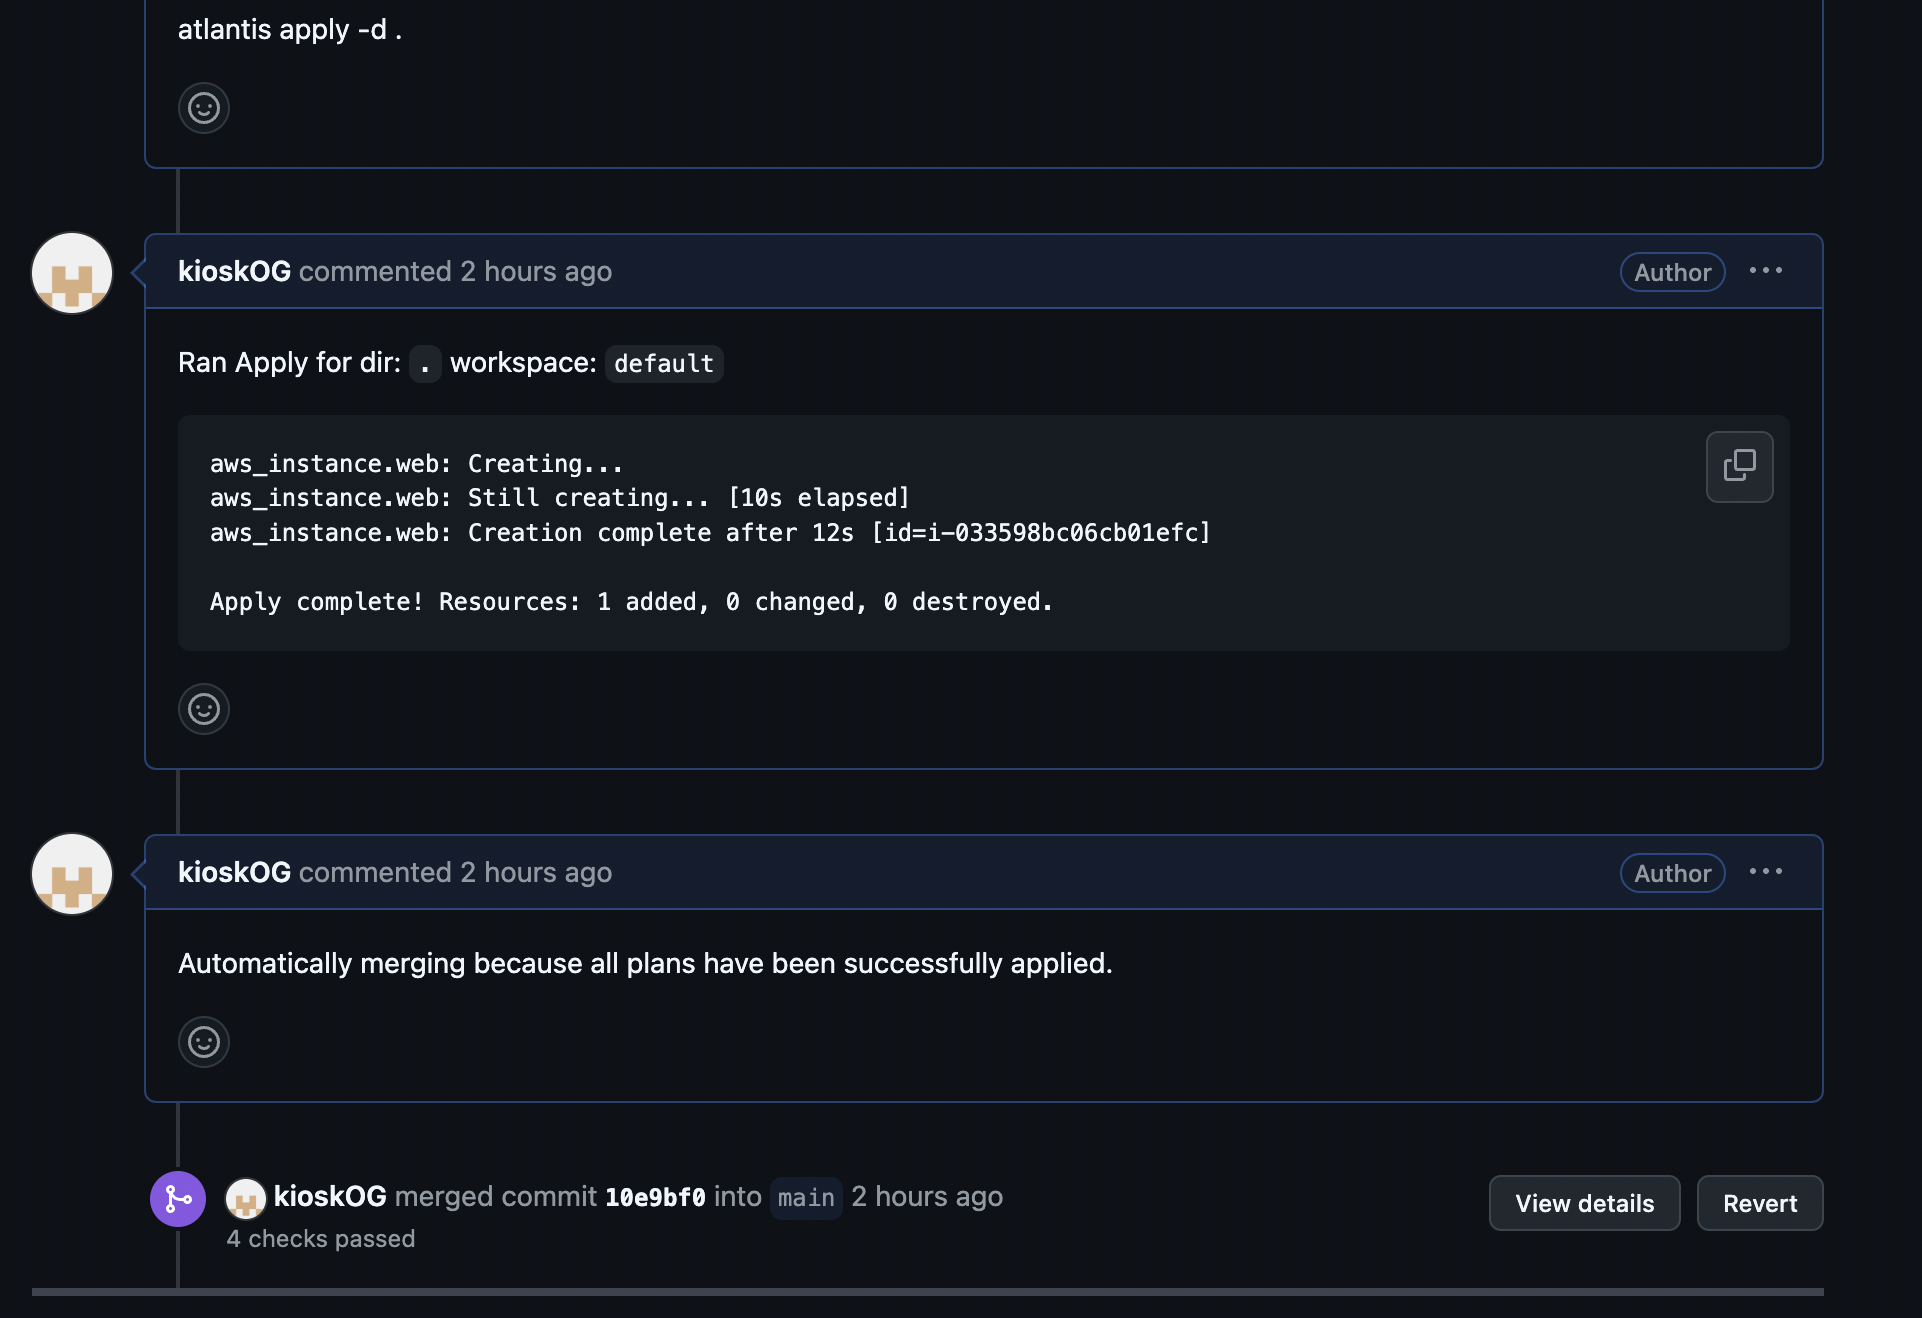 atlantis apply -d .
kioskOG commented 2 hours ago
Author
Ran Apply for dir: . workspace: default
aws_instance.web: Creating...
aws_instance.web: Still creating... [10s elapsed]
aws_instance.web: Creation complete after 12s [id=i-033598bc06cb01efc]
Apply complete! Resources: 1 added, 0 changed, 0 destroyed.
kioskOG commented 2 hours ago
Author
Automatically merging because all plans have been successfully applied.
kioskOG merged commit 10e9bf0 into main 2 hours ago
View details
Revert
4 checks passed